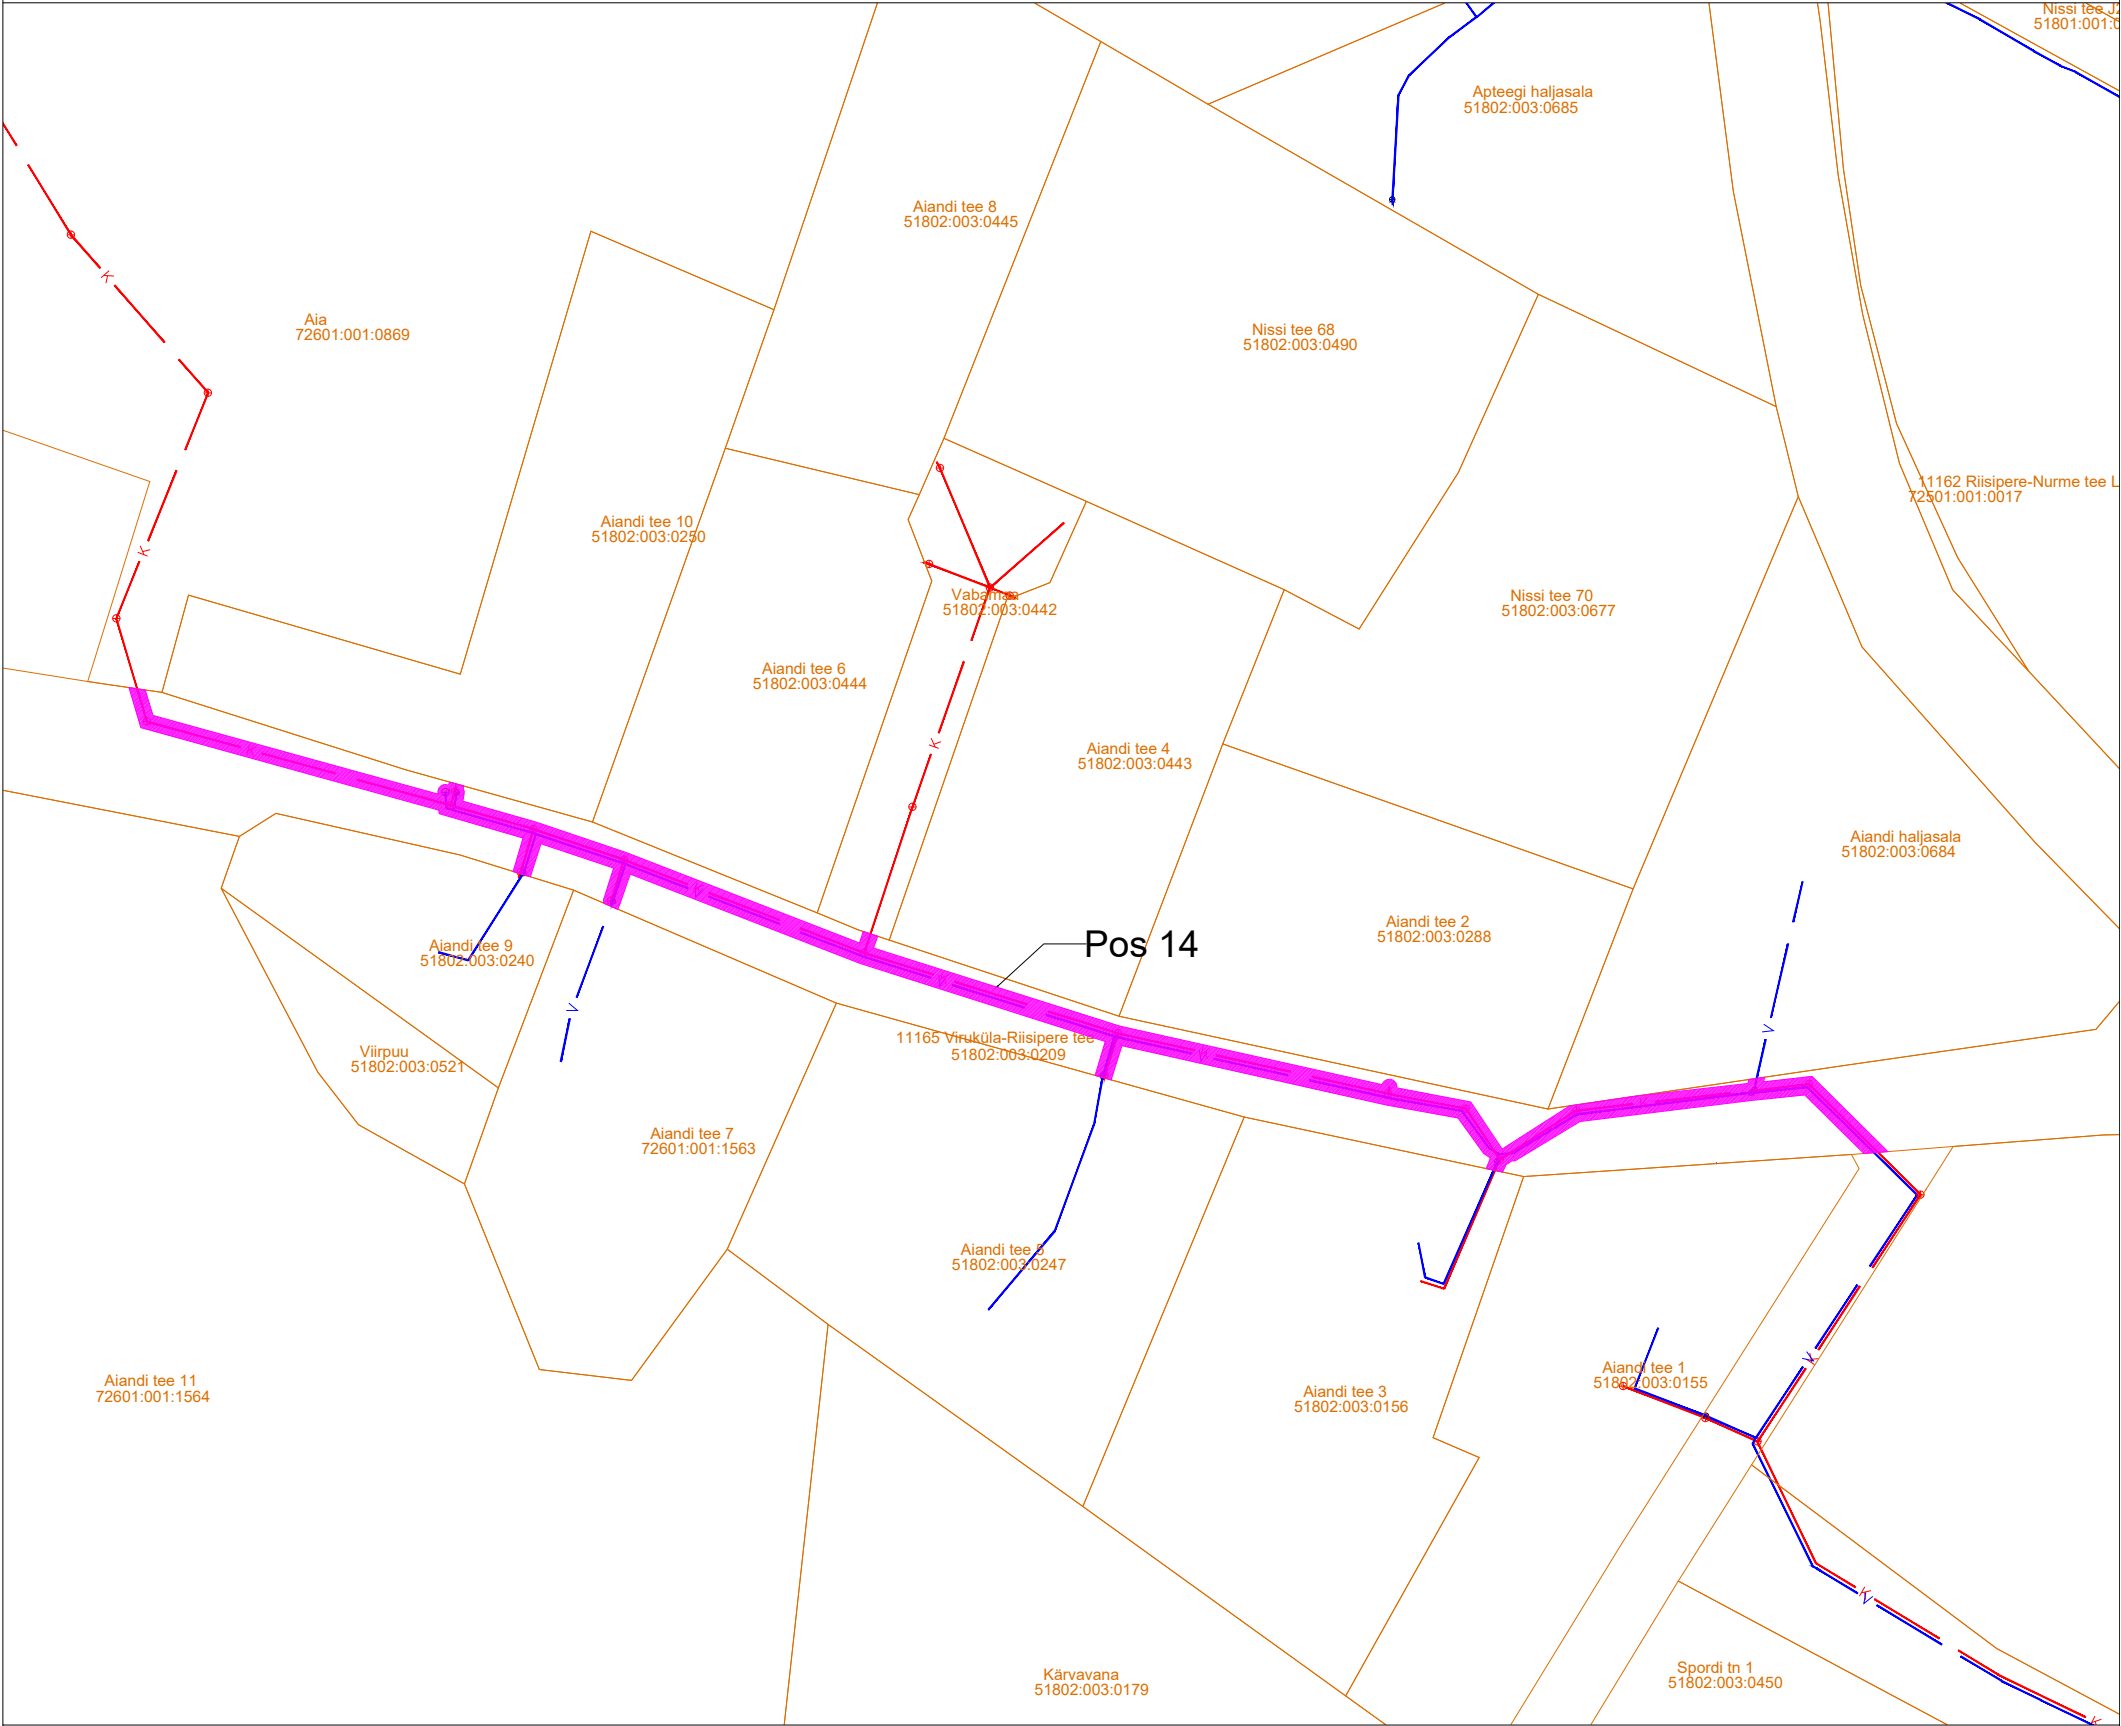 Nissi tee
51801:001:
Apteegi haljasala
51802:003:0685
Aiandi tee 8
51802:003:0445
Aia
72601:001:0869
Nissi tee 68
51802:003:0490
11162 Riisipere-Nurme tee L
72501:001:0017
Aiandi tee 10
51802:003:0250
K
K
Vabamaa
51802:003:0442
Nissi tee 70
51802:003:0677
Aiandi tee 6
51802:003:0444
K
Aiandi tee 4
51802:003:0443
Aiandi haljasala
51802:003:0684
Aiandi tee 2
51802:003:0288
Pos 14
Aiandi tee 9
51802:003:0240
V
V
11165 Viruküla-Riisipere tee
51802:003:0209
Viirpuu
51802:003:0521
Aiandi tee 7
72601:001:1563
Aiandi tee 5
51802:003:0247
Aiandi tee 11
72601:001:1564
Aiandi tee 3
51802:003:0156
Aiandi tee 1
51802:003:0155
K
V
Kärvavana
51802:003:0179
Spordi tn 1
51802:003:0450
K